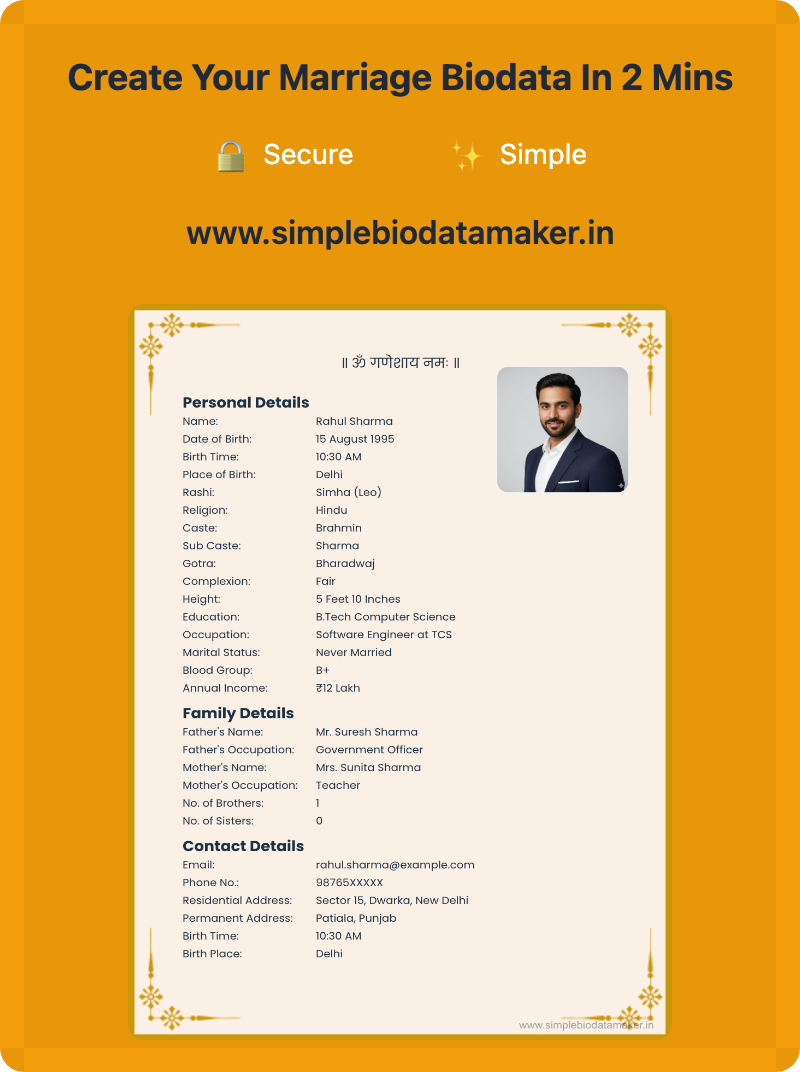 Create Your Marriage Biodata In 2 Mins
Secure
Simple
www.simplebiodatamaker.in
॥ ॐ गणेशाय नमः ॥
Personal Details
Name: Rahul Sharma
Date of Birth: 15 August 1995
Birth Time: 10:30 AM
Place of Birth: Delhi
Rashi: Simha (Leo)
Religion: Hindu
Caste: Brahmin
Sub Caste: Sharma
Gotra: Bharadwaj
Complexion: Fair
Height: 5 Feet 10 Inches
Education: B.Tech Computer Science
Occupation: Software Engineer at TCS
Marital Status: Never Married
Blood Group: B+
Annual Income: ₹12 Lakh
Family Details
Father's Name: Mr. Suresh Sharma
Father's Occupation: Government Officer
Mother's Name: Mrs. Sunita Sharma
Mother's Occupation: Teacher
No. of Brothers: 1
No. of Sisters: 0
Contact Details
Email: rahul.sharma@example.com
Phone No.: 98765XXXXX
Residential Address: Sector 15, Dwarka, New Delhi
Permanent Address: Patiala, Punjab
Birth Time: 10:30 AM
Birth Place: Delhi
www.simplebiodatamaker.in